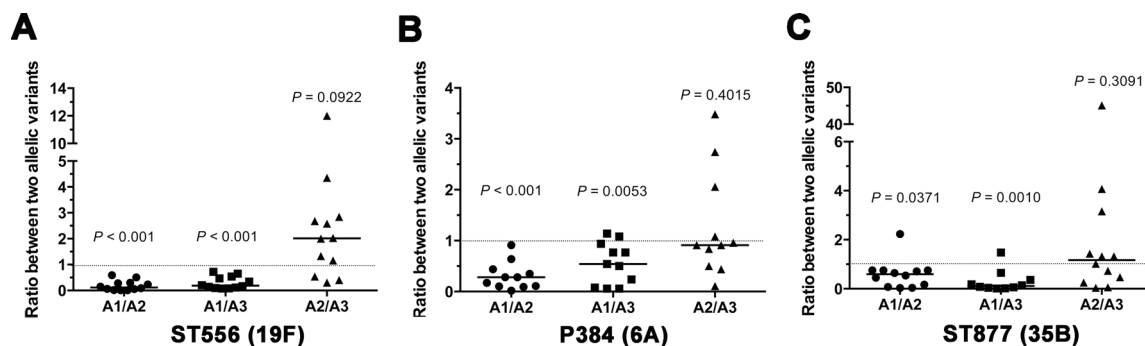 A
Ratio between two allelic variants
14
12
10
5
4
3
2
1
0
P < 0.001
P < 0.001
P = 0.0922
A1/A2
A1/A3
A2/A3
ST556 (19F)
B
Ratio between two allelic variants
4
3
2
1
0
P < 0.001
P = 0.0053
P = 0.4015
A1/A2
A1/A3
A2/A3
P384 (6A)
C
Ratio between two allelic variants
50
40
6
4
2
0
P = 0.0371
P = 0.0010
P = 0.3091
A1/A2
A1/A3
A2/A3
ST877 (35B)